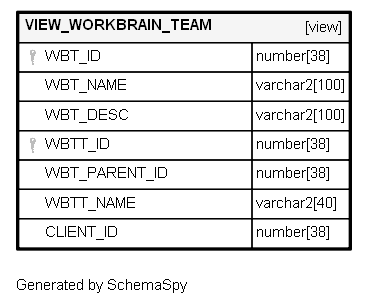 VIEW_WORKBRAIN_TEAM [view]
WBT_ID number[38]
WBT_NAME varchar2[100]
WBT_DESC varchar2[100]
WBTT_ID number[38]
WBT_PARENT_ID number[38]
WBTT_NAME varchar2[40]
CLIENT_ID number[38]
Generated by SchemaSpy